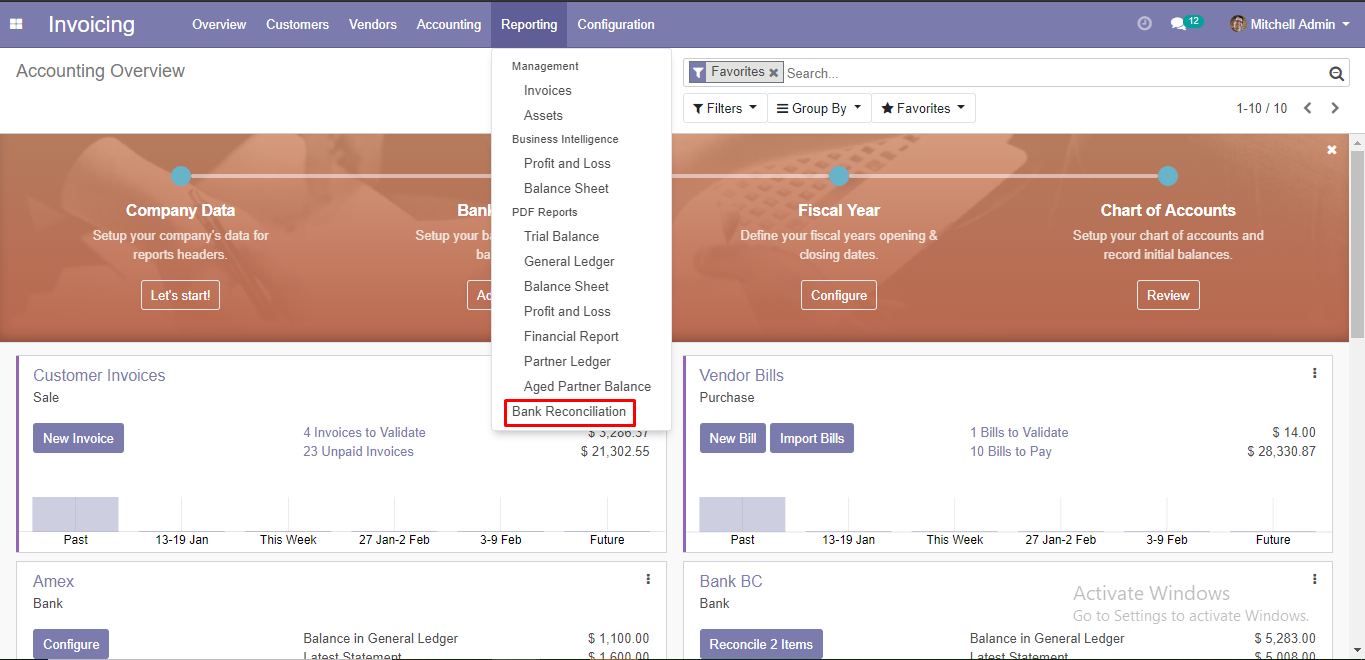 Invoicing
Overview
Customers
Vendors
Accounting
Reporting
Configuration
12
Mitchell Admin
Accounting Overview
Favorites
Search...
Filters
Group By
Favorites
1-10 / 10
Management
Invoices
Assets
Business Intelligence
Profit and Loss
Balance Sheet
PDF Reports
Trial Balance
General Ledger
Balance Sheet
Profit and Loss
Financial Report
Partner Ledger
Aged Partner Balance
Bank Reconciliation
Company Data
Setup your company's data for
reports headers.
Let's start!
Bank
Setup your ba
ba
Fiscal Year
Define your fiscal years opening &
closing dates.
Configure
Chart of Accounts
Setup your chart of accounts and
record initial balances.
Review
Customer Invoices
Sale
New Invoice
4 Invoices to Validate
$ 3,286.37
23 Unpaid Invoices
$ 21,302.55
Past
13-19 Jan
This Week
27 Jan-2 Feb
3-9 Feb
Future
Vendor Bills
Purchase
New Bill
Import Bills
1 Bills to Validate
$ 14.00
10 Bills to Pay
$ 28,330.87
Past
13-19 Jan
This Week
27 Jan-2 Feb
3-9 Feb
Future
Amex
Bank
Configure
Balance in General Ledger
$ 1,100.00
Latest Statement
$ 1,600.00
Bank BC
Bank
Reconcile 2 Items
Balance in General Ledger
$ 5,283.00
Latest Statement
$ 5,008.00
Activate Windows
Go to Settings to activate Windows.